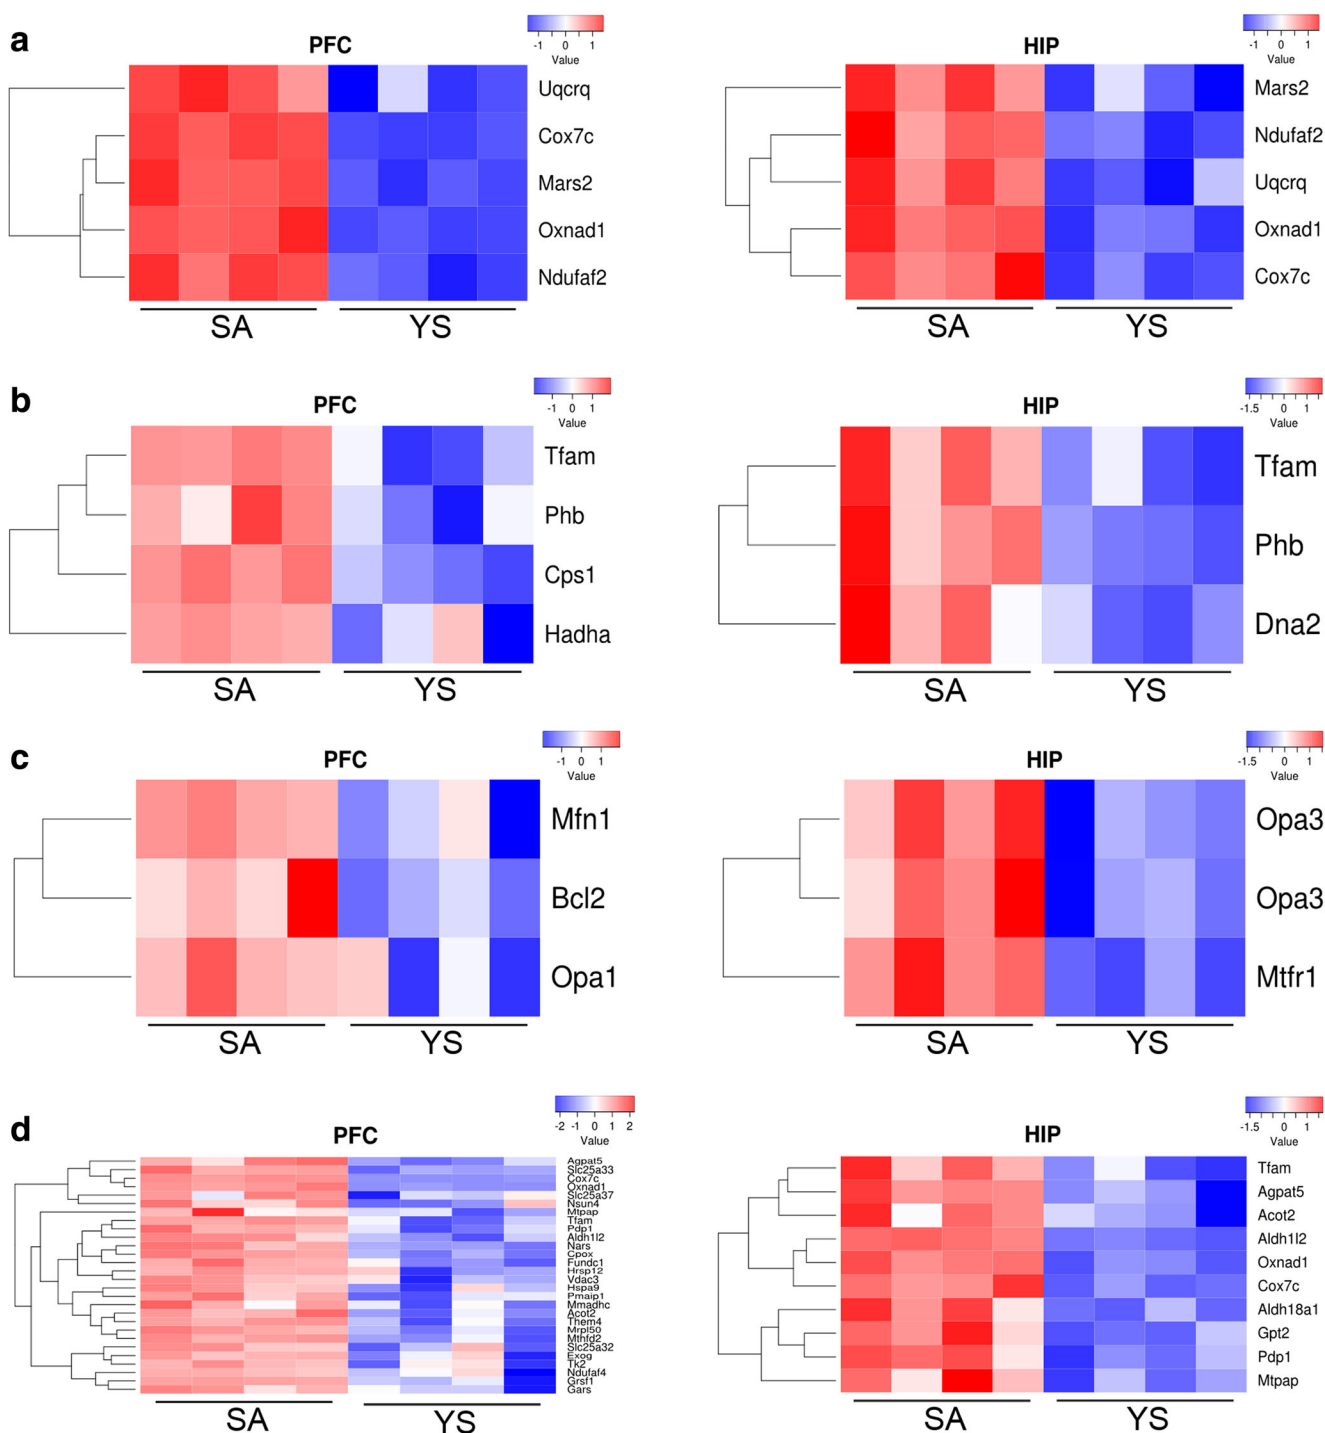 a
PFC
-1 0 1
Value
Uqcrq
Cox7c
Mars2
Oxnad1
Ndufaf2
SA YS
HIP
-1 0 1
Value
Mars2
Ndufaf2
Uqcrq
Oxnad1
Cox7c
SA YS
b
PFC
-1 0 1
Value
Tfam
Phb
Cps1
Hadha
SA YS
HIP
-1.5 0 1
Value
Tfam
Phb
Dna2
SA YS
c
PFC
-1 0 1
Value
Mfn1
Bcl2
Opa1
SA YS
HIP
-1.5 0 1
Value
Opa3
Opa3
Mtfr1
SA YS
d
PFC
-2 -1 0 1 2
Value
Agpat5
Slc25a33
Cox7c
Oxnad1
Slc25a37
Nsun4
Mtpap
Tfam
Pdp1
Aldh1l2
Nars
Cpox
Fundc1
Hrsp12
Vdac3
Hspa9
Pmaip1
Mmadhc
Acot2
Them4
Mrpl50
Mthfd2
Slc25a32
Exog
Tk2
Ndufaf4
Grsf1
Gars
SA YS
HIP
-1.5 0 1
Value
Tfam
Agpat5
Acot2
Aldh1l2
Oxnad1
Cox7c
Aldh18a1
Gpt2
Pdp1
Mtpap
SA YS